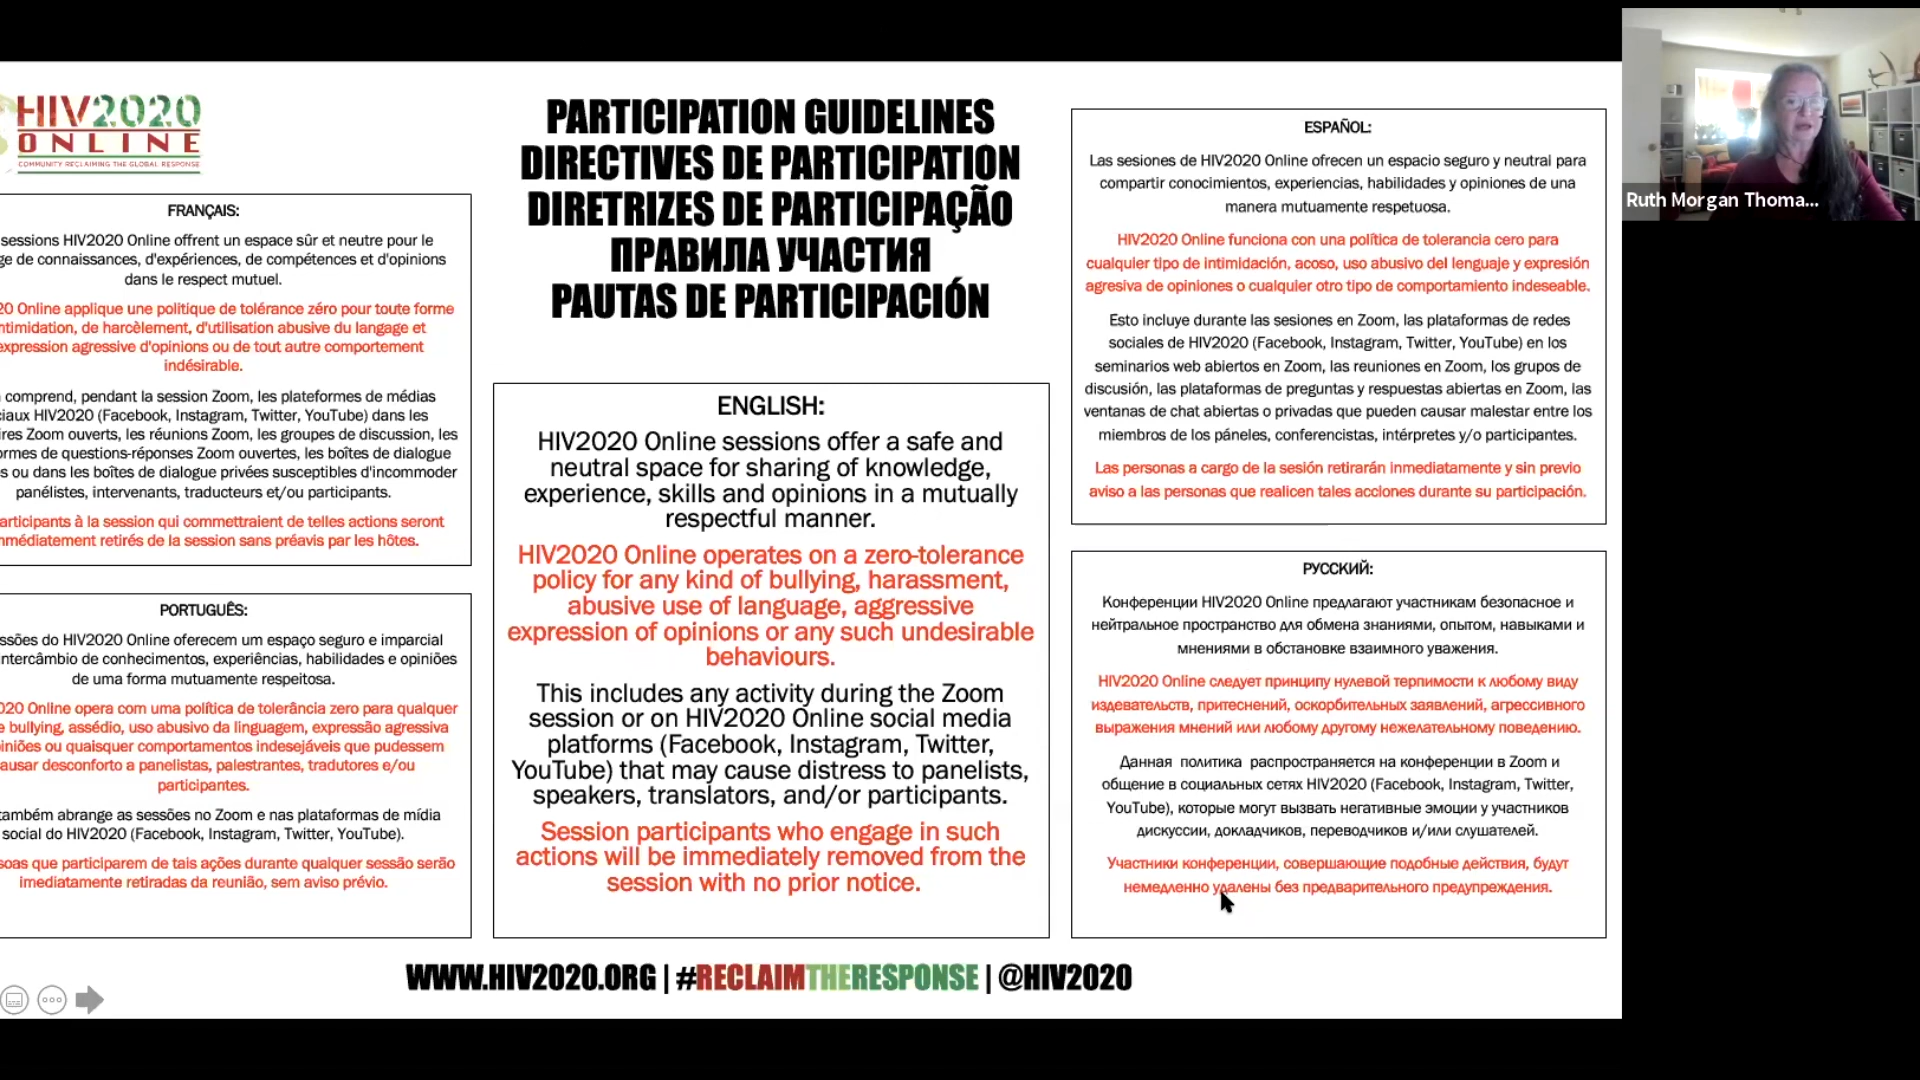 HIV2020
ONLINE
COMMUNITY RECLAIMING THE GLOBAL RESPONSE
PARTICIPATION GUIDELINES
DIRECTIVES DE PARTICIPATION
DIRETRIZES DE PARTICIPAÇÃO
ПРАВИЛА УЧАСТИЯ
PAUTAS DE PARTICIPACIÓN
FRANÇAIS:
sessions HIV2020 Online offrent un espace sûr et neutre pour le
de connaissances, d'expériences, de compétences et d'opinions
dans le respect mutuel.
Online applique une politique de tolérance zéro pour toute forme
de harcèlement, d'utilisation abusive du langage et
expression agressive d'opinions ou de tout autre comportement
indésirable.
comprend, pendant la session Zoom, les plateformes de médias
HIV2020 (Facebook, Instagram, Twitter, YouTube) dans les
Zoom ouverts, les réunions Zoom, les groupes de discussion, les
de questions-réponses Zoom ouvertes, les boîtes de dialogue
ou dans les boîtes de dialogue privées susceptibles d'incommoder
panélistes, intervenants, traducteurs et/ou participants.
à la session qui commettraient de telles actions seront
retirés de la session sans préavis par les hôtes.
PORTUGUÊS:
do HIV2020 Online oferecem um espaço seguro e imparcial
de conhecimentos, experiências, habilidades e opiniões
de uma forma mutuamente respeitosa.
Online opera com uma política de tolerância zero para qualquer
bullying, assédio, uso abusivo da linguagem, expressão agressiva
ou quaisquer comportamentos indesejáveis que pudessem
desconforto a panelistas, palestrantes, tradutores e/ou
participantes.
também abrange as sessões no Zoom e nas plataformas de mídia
social do HIV2020 (Facebook, Instagram, Twitter, YouTube).
que participarem de tais ações durante qualquer sessão serão
imediatamente retiradas da reunião, sem aviso prévio.
ENGLISH:
HIV2020 Online sessions offer a safe and
neutral space for sharing of knowledge,
experience, skills and opinions in a mutually
respectful manner.
HIV2020 Online operates on a zero-tolerance
policy for any kind of bullying, harassment,
abusive use of language, aggressive
expression of opinions or any such undesirable
behaviours.
This includes any activity during the Zoom
session or on HIV2020 Online social media
platforms (Facebook, Instagram, Twitter,
YouTube) that may cause distress to panelists,
speakers, translators, and/or participants.
Session participants who engage in such
actions will be immediately removed from the
session with no prior notice.
ESPAÑOL:
Las sesiones de HIV2020 Online ofrecen un espacio seguro y neutral para
compartir conocimientos, experiencias, habilidades y opiniones de una
manera mutuamente respetuosa.
HIV2020 Online funciona con una política de tolerancia cero para
cualquier tipo de intimidación, acoso, uso abusivo del lenguaje y expresión
agresiva de opiniones o cualquier otro tipo de comportamiento indeseable.
Esto incluye durante las sesiones en Zoom, las plataformas de redes
sociales de HIV2020 (Facebook, Instagram, Twitter, YouTube) en los
seminarios web abiertos en Zoom, las reuniones en Zoom, los grupos de
discusión, las plataformas de preguntas y respuestas abiertas en Zoom, las
ventanas de chat abiertas o privadas que pueden causar malestar entre los
miembros de los páneles, conferencistas, intérpretes y/o participantes.
Las personas a cargo de la sesión retirarán inmediatamente y sin previo
aviso a las personas que realicen tales acciones durante su participación.
РУССКИЙ:
Конференции HIV2020 Online предлагают участникам безопасное и
нейтральное пространство для обмена знаниями, опытом, навыками и
мнениями в обстановке взаимного уважения.
HIV2020 Online следует принципу нулевой терпимости к любому виду
издевательств, притеснений, оскорбительных заявлений, агрессивного
выражения мнений или любому другому нежелательному поведению.
Данная политика распространяется на конференции в Zoom и
общение в социальных сетях HIV2020 (Facebook, Instagram, Twitter,
YouTube), которые могут вызвать негативные эмоции у участников
дискуссии, докладчиков, переводчиков и/или слушателей.
Участники конференции, совершающие подобные действия, будут
немедленно удалены без предварительного предупреждения.
WWW.HIV2020.ORG | #RECLAIMTHERESPONSE | @HIV2020
Ruth Morgan Thoma...